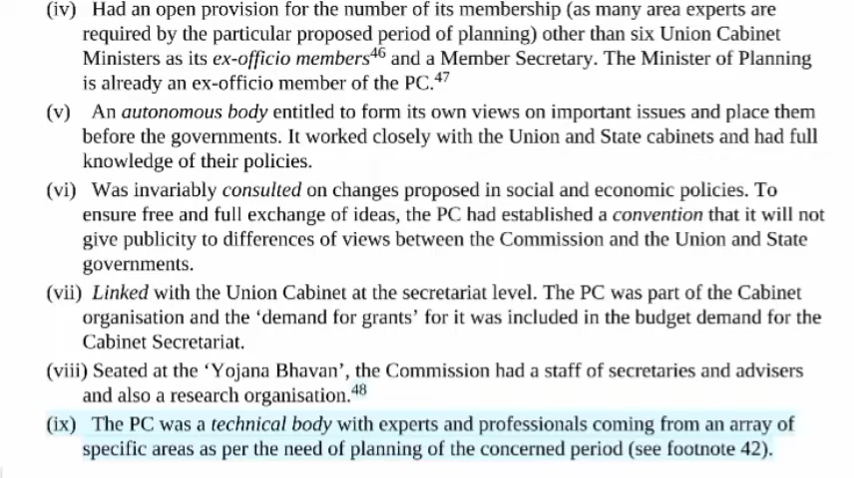 (iv) Had an open provision for the number of its membership (as many area experts are
required by the particular proposed period of planning) other than six Union Cabinet
Ministers as its ex-officio members46 and a Member Secretary. The Minister of Planning
is already an ex-officio member of the PC.47
(v) An autonomous body entitled to form its own views on important issues and place them
before the governments. It worked closely with the Union and State cabinets and had full
knowledge of their policies.
(vi) Was invariably consulted on changes proposed in social and economic policies. To
ensure free and full exchange of ideas, the PC had established a convention that it will not
give publicity to differences of views between the Commission and the Union and State
governments.
(vii) Linked with the Union Cabinet at the secretariat level. The PC was part of the Cabinet
organisation and the ‘demand for grants’ for it was included in the budget demand for the
Cabinet Secretariat.
(viii) Seated at the ‘Yojana Bhavan’, the Commission had a staff of secretaries and advisers
and also a research organisation.48
(ix) The PC was a technical body with experts and professionals coming from an array of
specific areas as per the need of planning of the concerned period (see footnote 42).